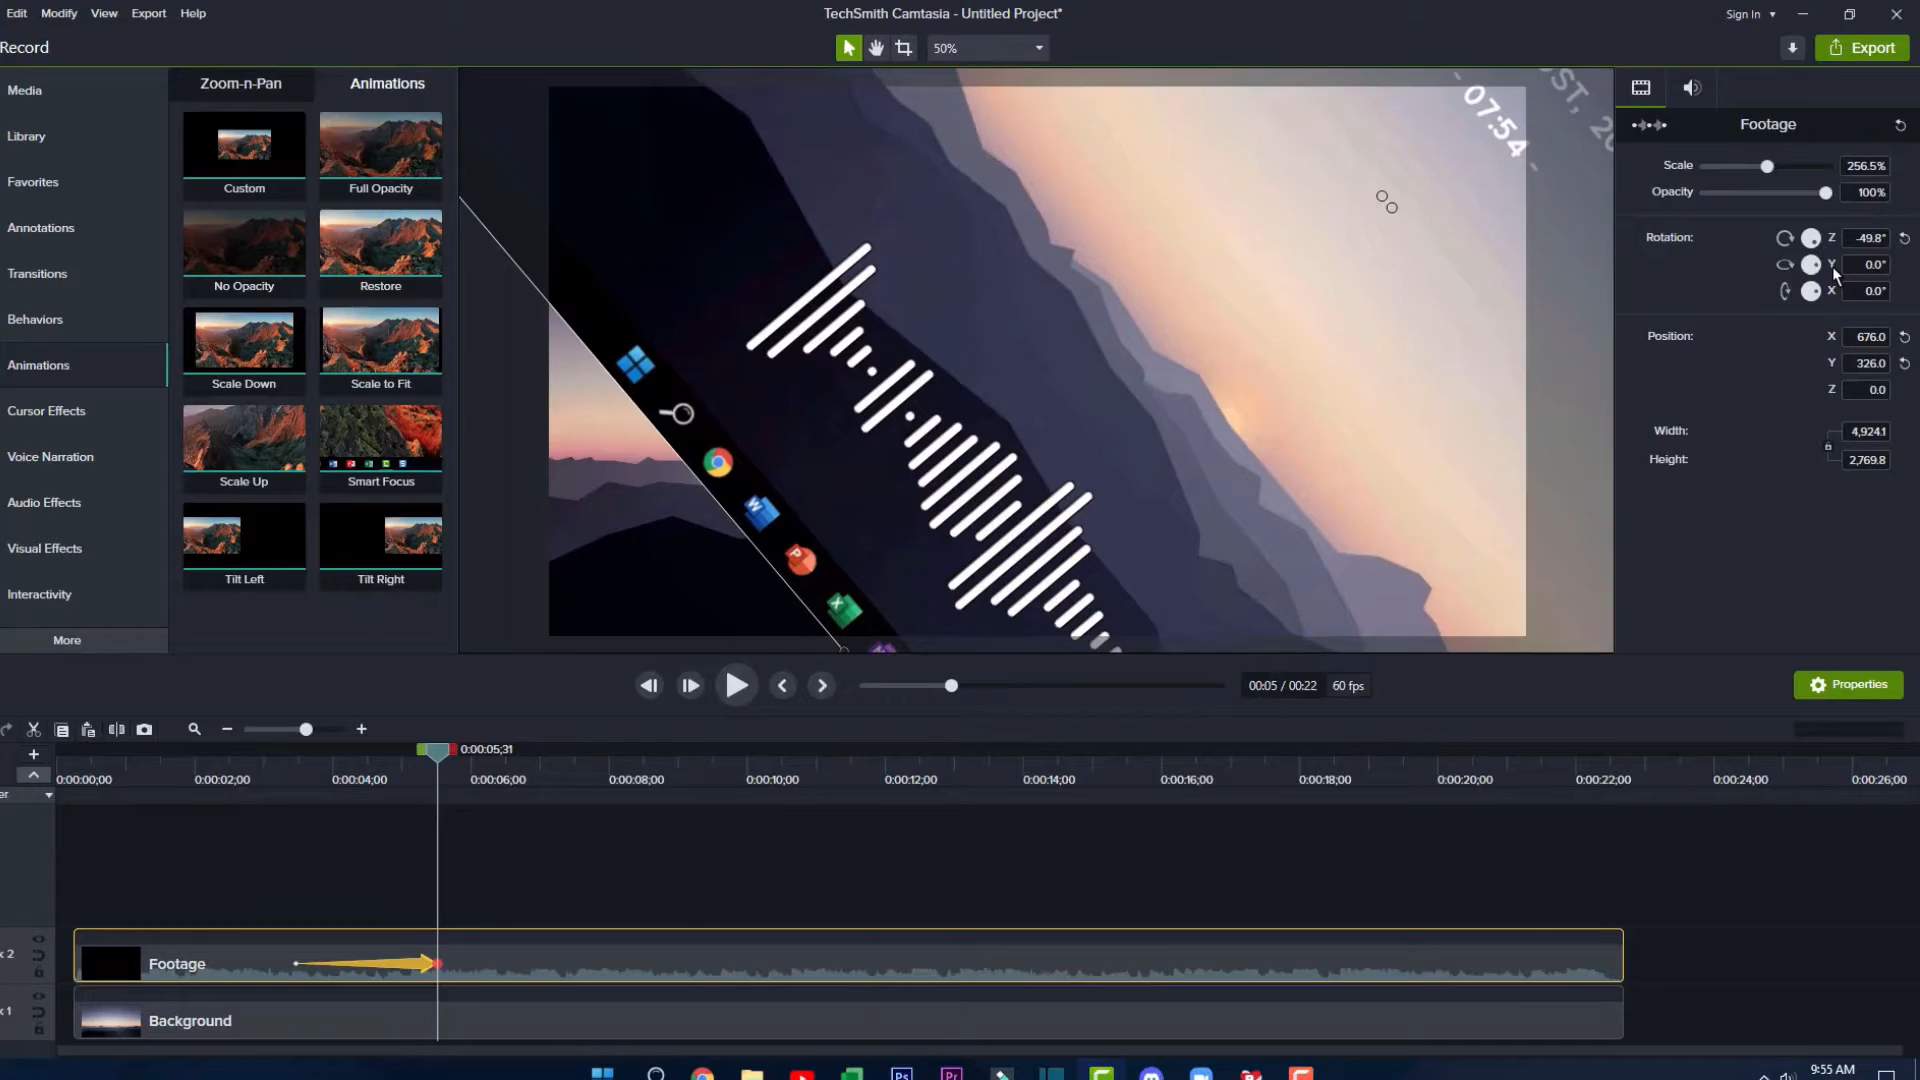 Edit Modify View Export Help
TechSmith Camtasia - Untitled Project*
Sign In
Record
50%
Export
Media
Library
Favorites
Annotations
Transitions
Behaviors
Animations
Cursor Effects
Voice Narration
Audio Effects
Visual Effects
Interactivity
More
Zoom-n-Pan Animations
Custom Full Opacity
No Opacity Restore
Scale Down Scale to Fit
Scale Up Smart Focus
Tilt Left Tilt Right
- 07:54 -
Footage
Scale 256.5%
Opacity 100%
Rotation: Z -49.8°
Y 0.0°
X 0.0°
Position: X 676.0
Y 326.0
Z 0.0
Width: 4,924.1
Height: 2,769.8
00:05 / 00:22 60 fps
Properties
0:00:05;31
0:00:00;00 0:00:02;00 0:00:04;00 0:00:06;00 0:00:08;00 0:00:10;00 0:00:12;00 0:00:14;00 0:00:16;00 0:00:18;00 0:00:20;00 0:00:22;00 0:00:24;00 0:00:26;00
2 Footage
1 Background
Ps Pr
9:55 AM